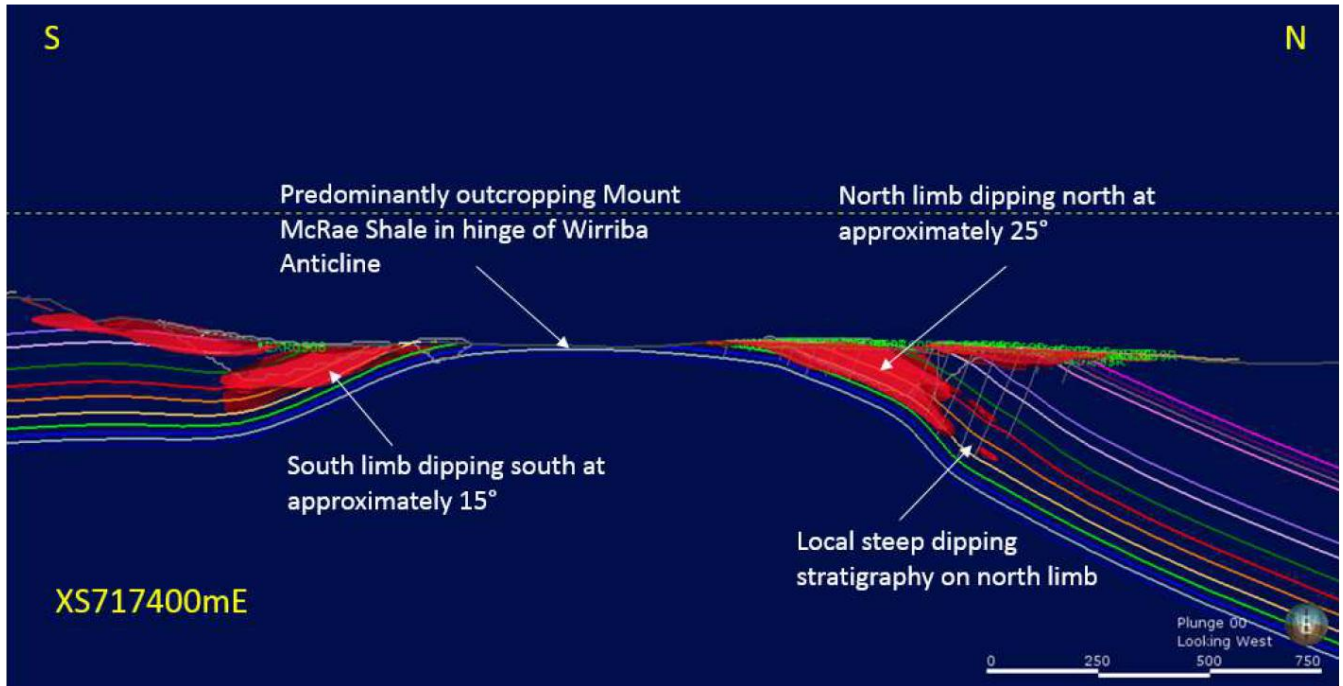 S
N
Predominantly outcropping Mount
McRae Shale in hinge of Wirriba
Anticline
North limb dipping north at
approximately 25°
South limb dipping south at
approximately 15°
Local steep dipping
stratigraphy on north limb
XS717400mE
Plunge 00
Looking West
0 250 500 750